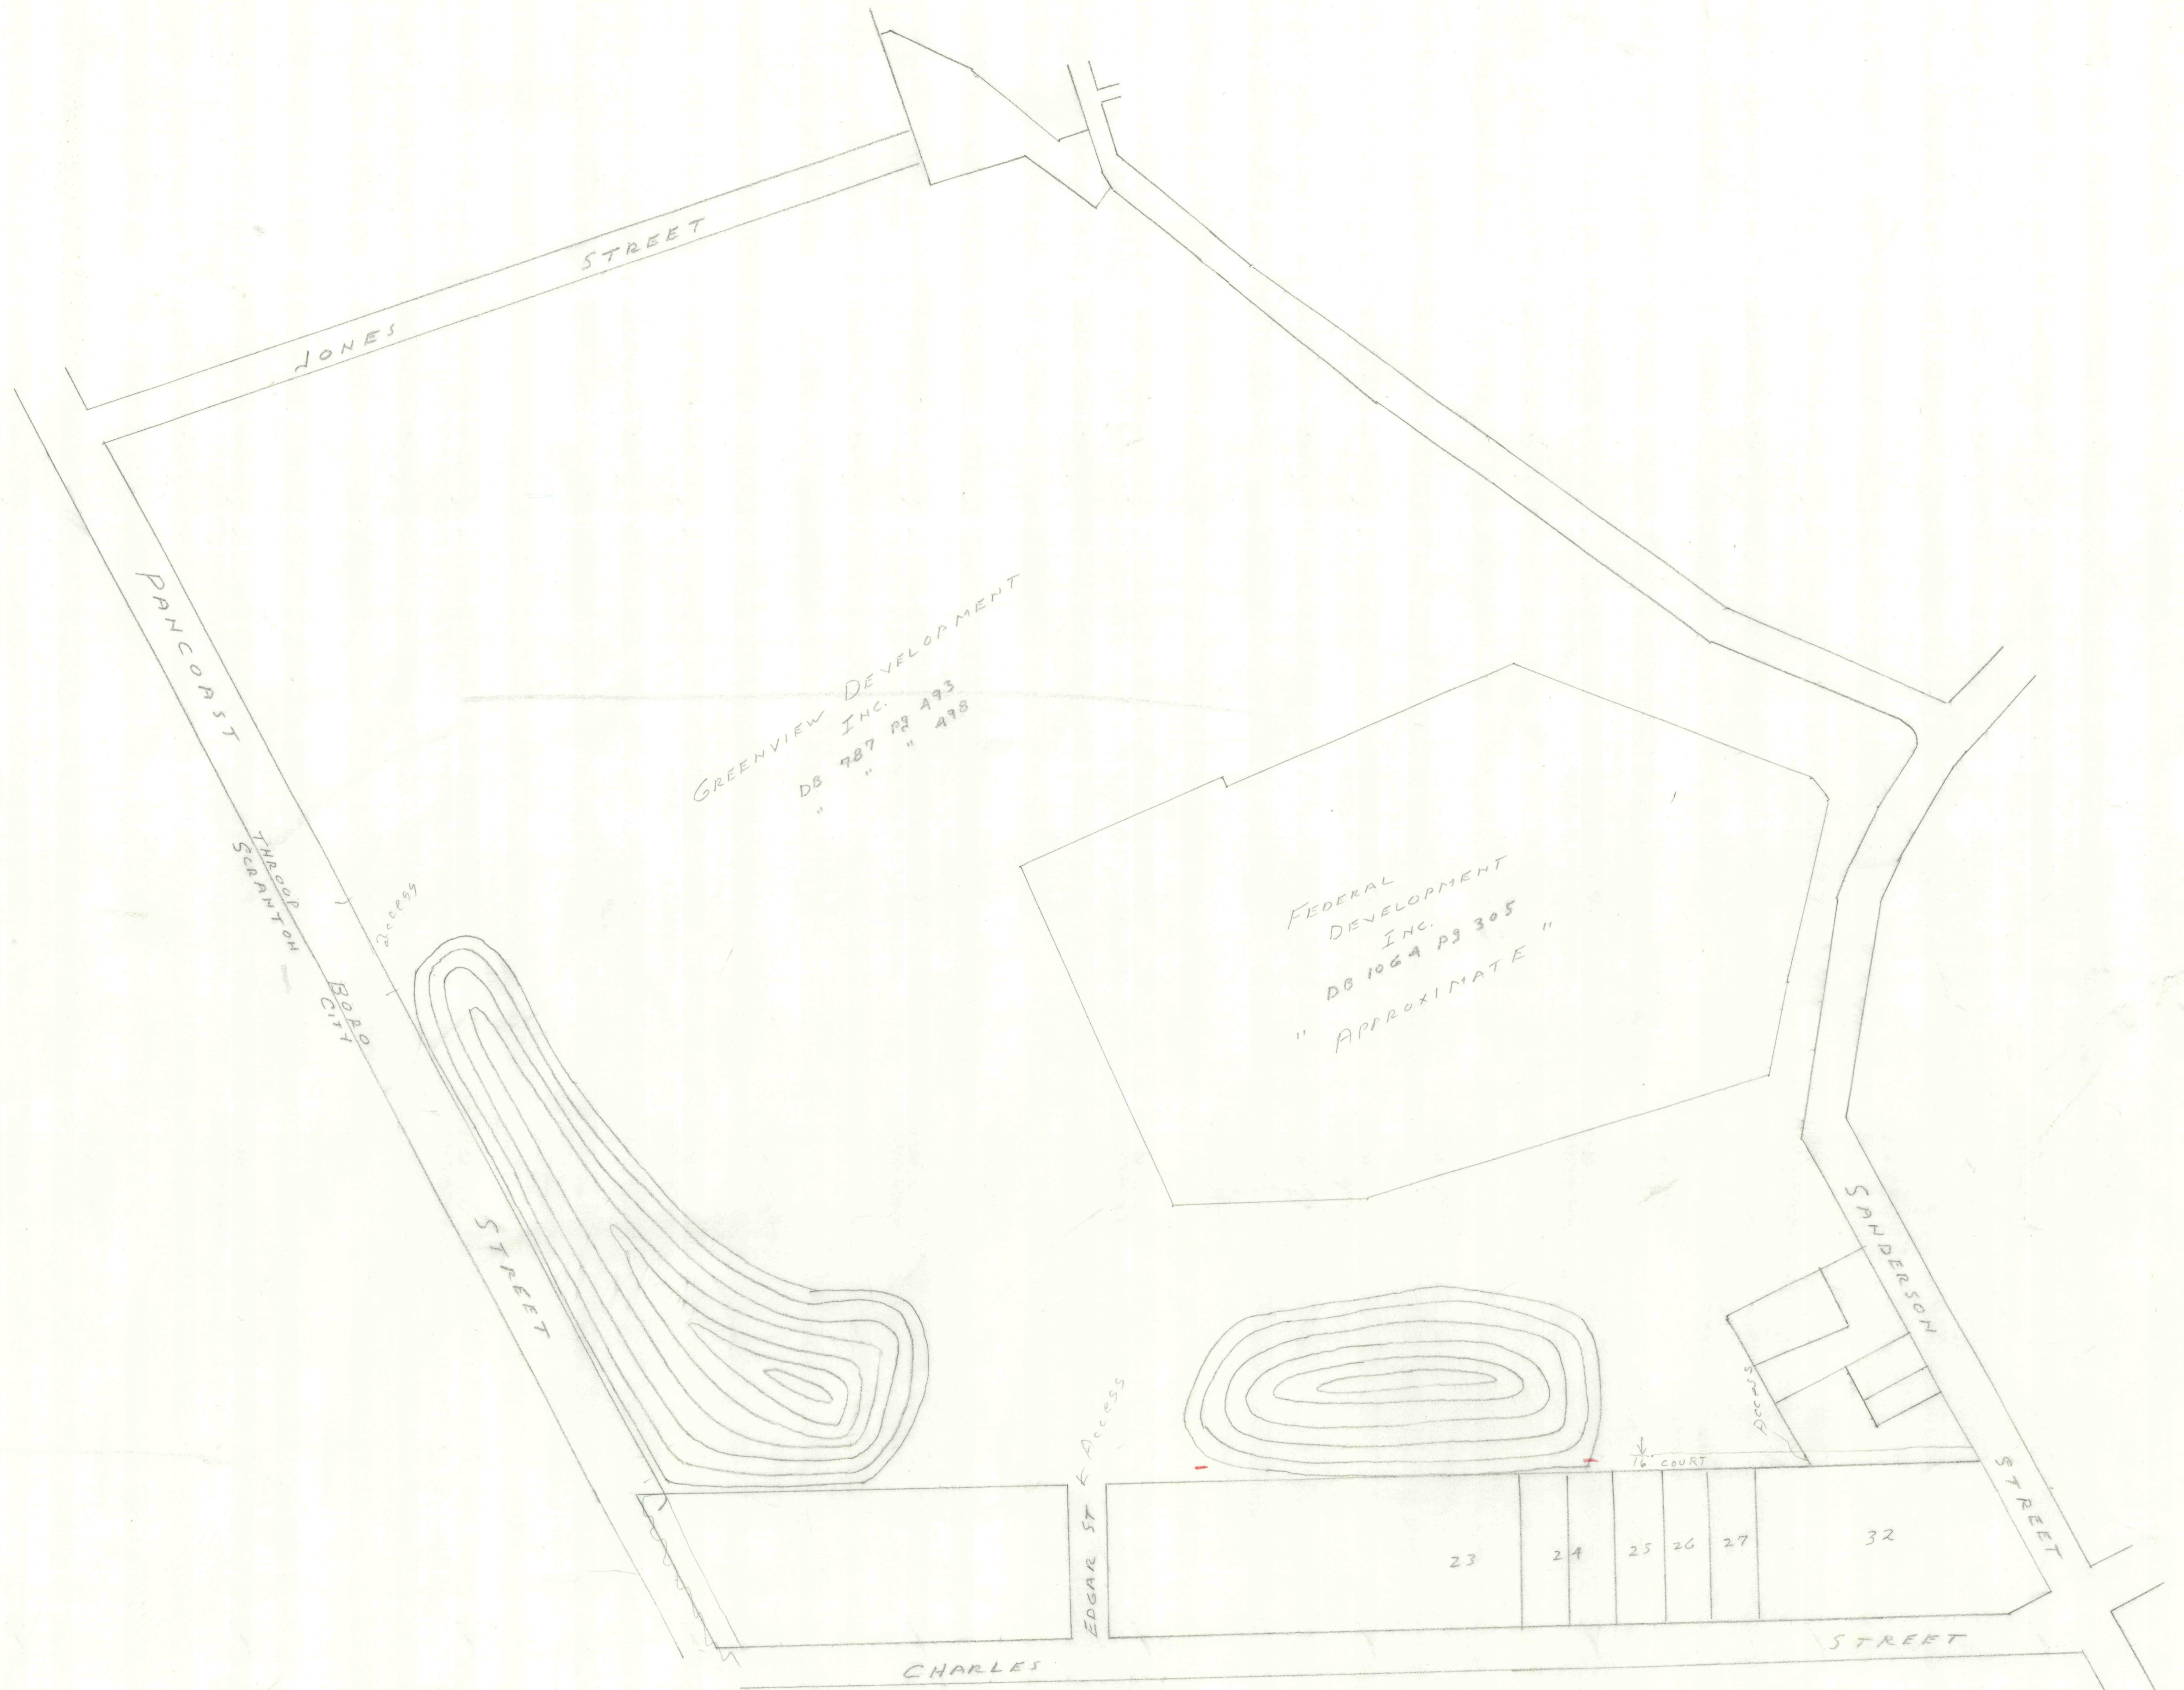 JONES STREET
PANCOAST STREET
THROOP BORO
SCRANTON CITY
access
GREENVIEW DEVELOPMENT
INC.
DB 787 pg 493
" " " 498
FEDERAL
DEVELOPMENT
INC.
DB 1064 pg 305
" APPROXIMATE "
SANDERSON STREET
Access
Access
16' COURT
EDGAR ST
23
24
25
26
27
32
CHARLES STREET